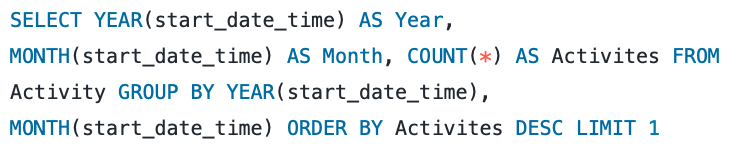 SELECT YEAR(start_date_time) AS Year,
MONTH(start_date_time) AS Month, COUNT(*) AS Activites FROM
Activity GROUP BY YEAR(start_date_time),
MONTH(start_date_time) ORDER BY Activites DESC LIMIT 1